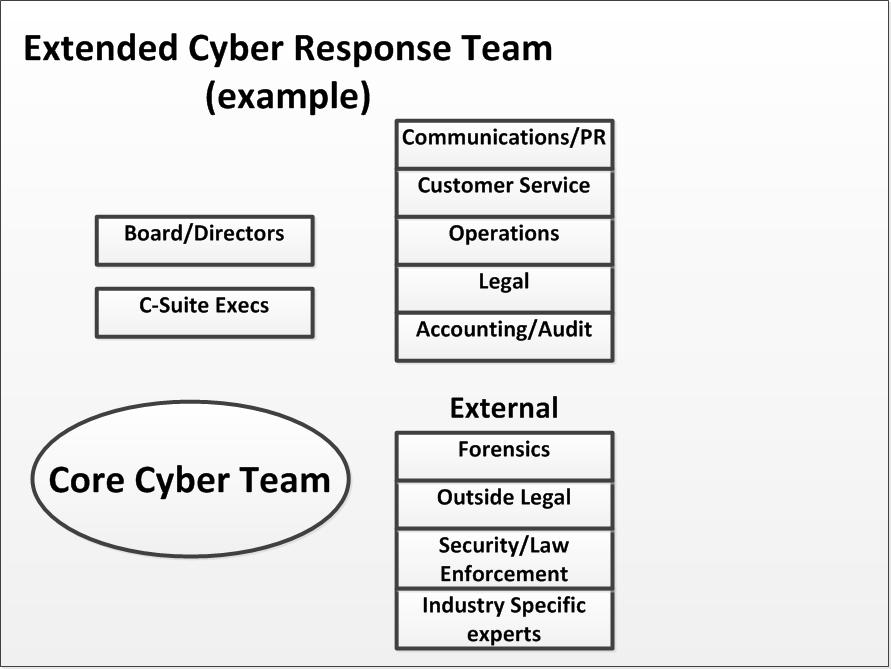 Extended Cyber Response Team
(example)
Communications/PR
Customer Service
Operations
Legal
Accounting/Audit
Board/Directors
C-Suite Execs
Core Cyber Team
External
Forensics
Outside Legal
Security/Law
Enforcement
Industry Specific
experts